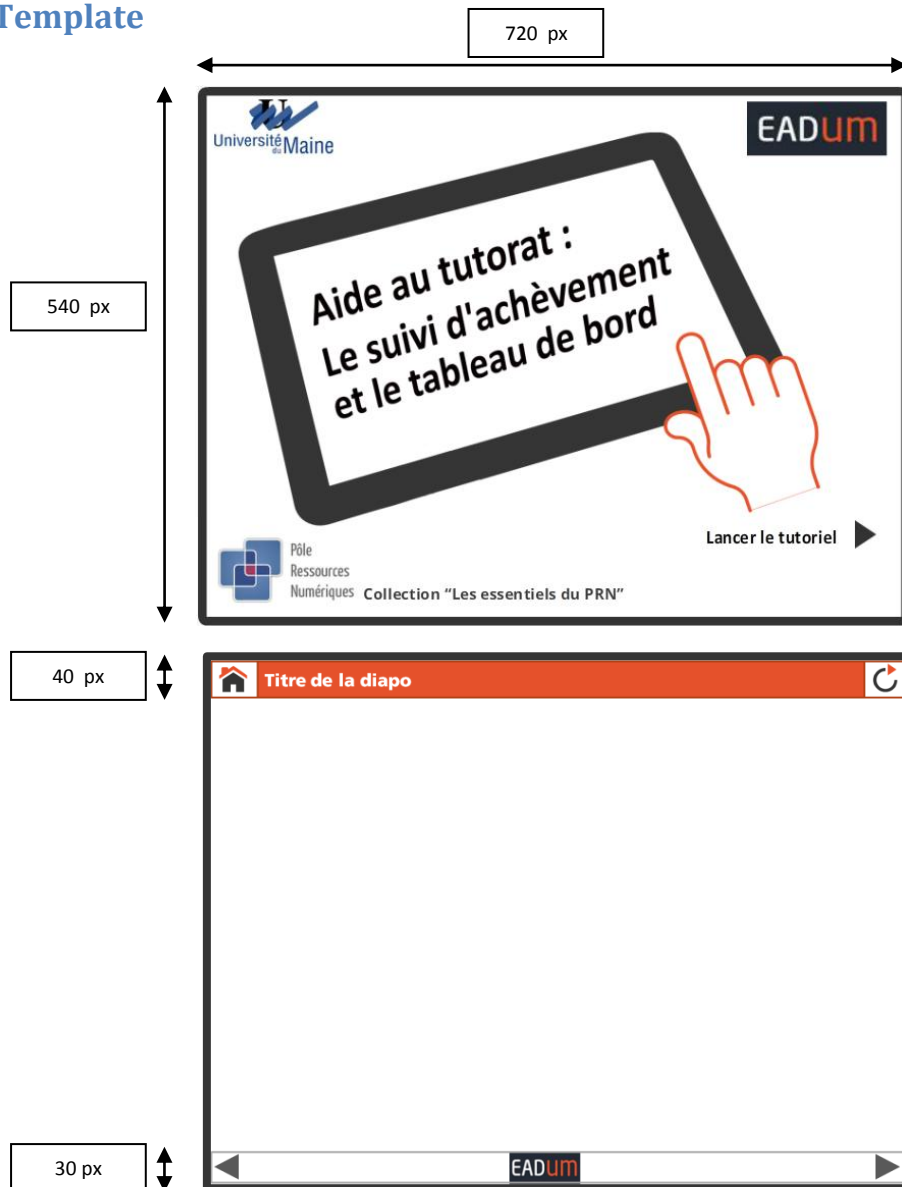 Template
720 px
Université
du Maine
EADum
540 px
Aide au tutorat :
Le suivi d'achèvement
et le tableau de bord
Lancer le tutoriel
Pôle
Ressources
Numériques
Collection “Les essentiels du PRN”
40 px
Titre de la diapo
30 px
EADum